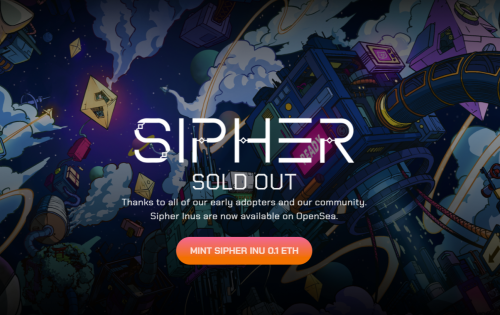 SIPHER
SOLD OUT
Thanks to all of our early adopters and our community.
Sipher Inus are now available on OpenSea.
MINT SIPHER INU 0.1 ETH